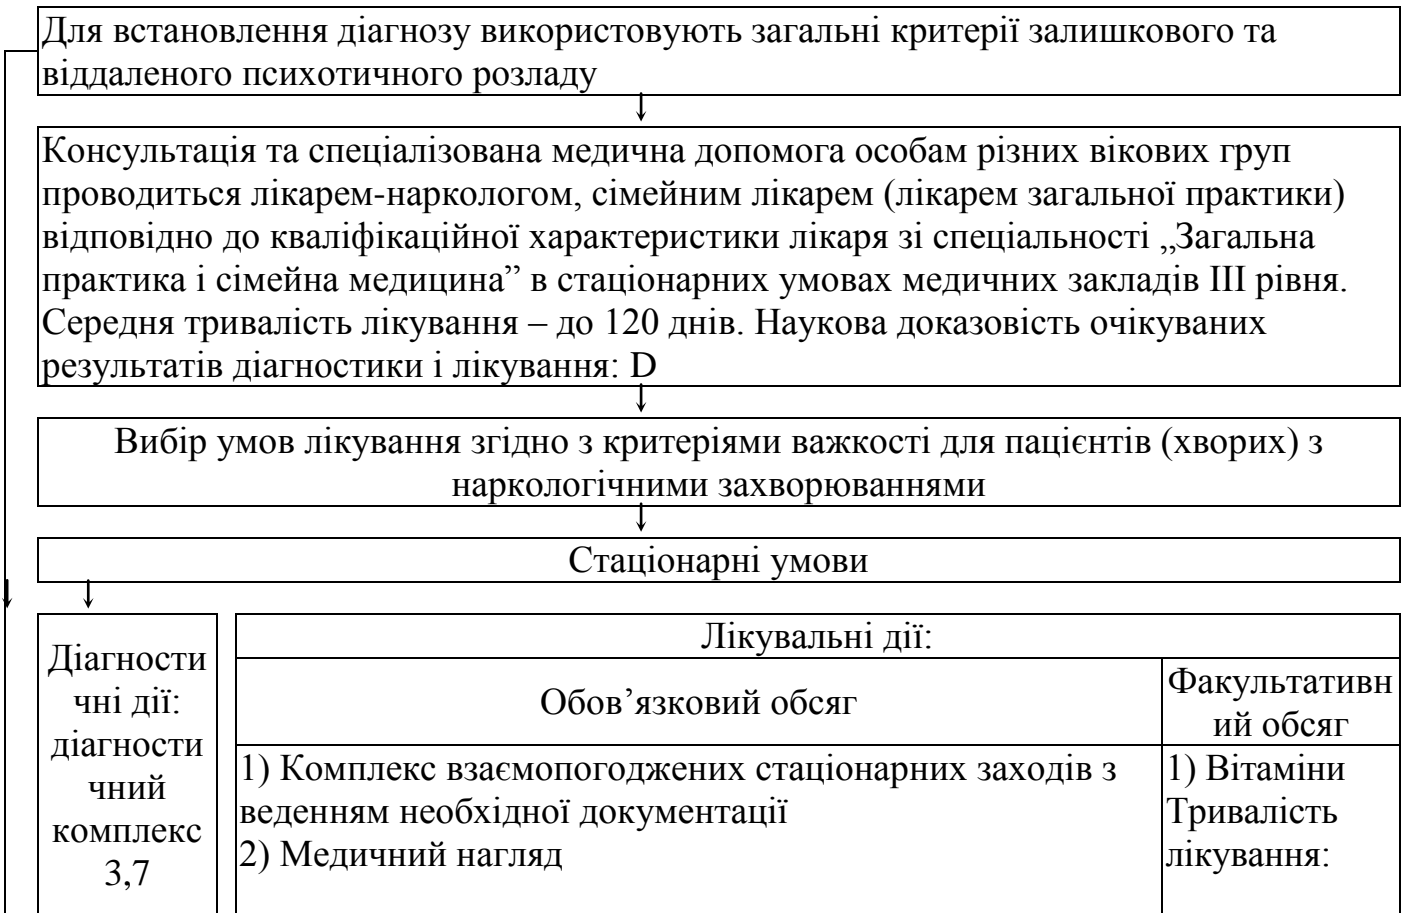 Для встановлення діагнозу використовують загальні критерії залишкового та
віддаленого психотичного розладу
Консультація та спеціалізована медична допомога особам різних вікових груп
проводиться лікарем-наркологом, сімейним лікарем (лікарем загальної практики)
відповідно до кваліфікаційної характеристики лікаря зі спеціальності „Загальна
практика і сімейна медицина” в стаціонарних умовах медичних закладів III рівня.
Середня тривалість лікування – до 120 днів. Наукова доказовість очікуваних
результатів діагностики і лікування: D
Вибір умов лікування згідно з критеріями важкості для пацієнтів (хворих) з
наркологічними захворюваннями
Стаціонарні умови
Діагности
чні дії:
діагности
чний
комплекс
3,7
Лікувальні дії:
Обов’язковий обсяг
Факультативн
ий обсяг
1) Комплекс взаємопогоджених стаціонарних заходів з
веденням необхідної документації
2) Медичний нагляд
1) Вітаміни
Тривалість
лікування: